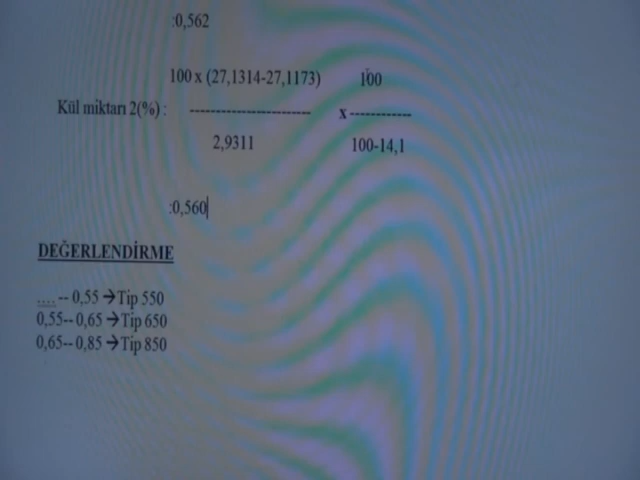 :0,562
100 x (27,1314-27,1173) 100
Kül miktarı 2(%) : ------------------------ x ------------
2,9311 100-14,1
:0,560
DEĞERLENDİRME
.... -- 0,55 →Tip 550
0,55-- 0,65 →Tip 650
0,65-- 0,85 →Tip 850